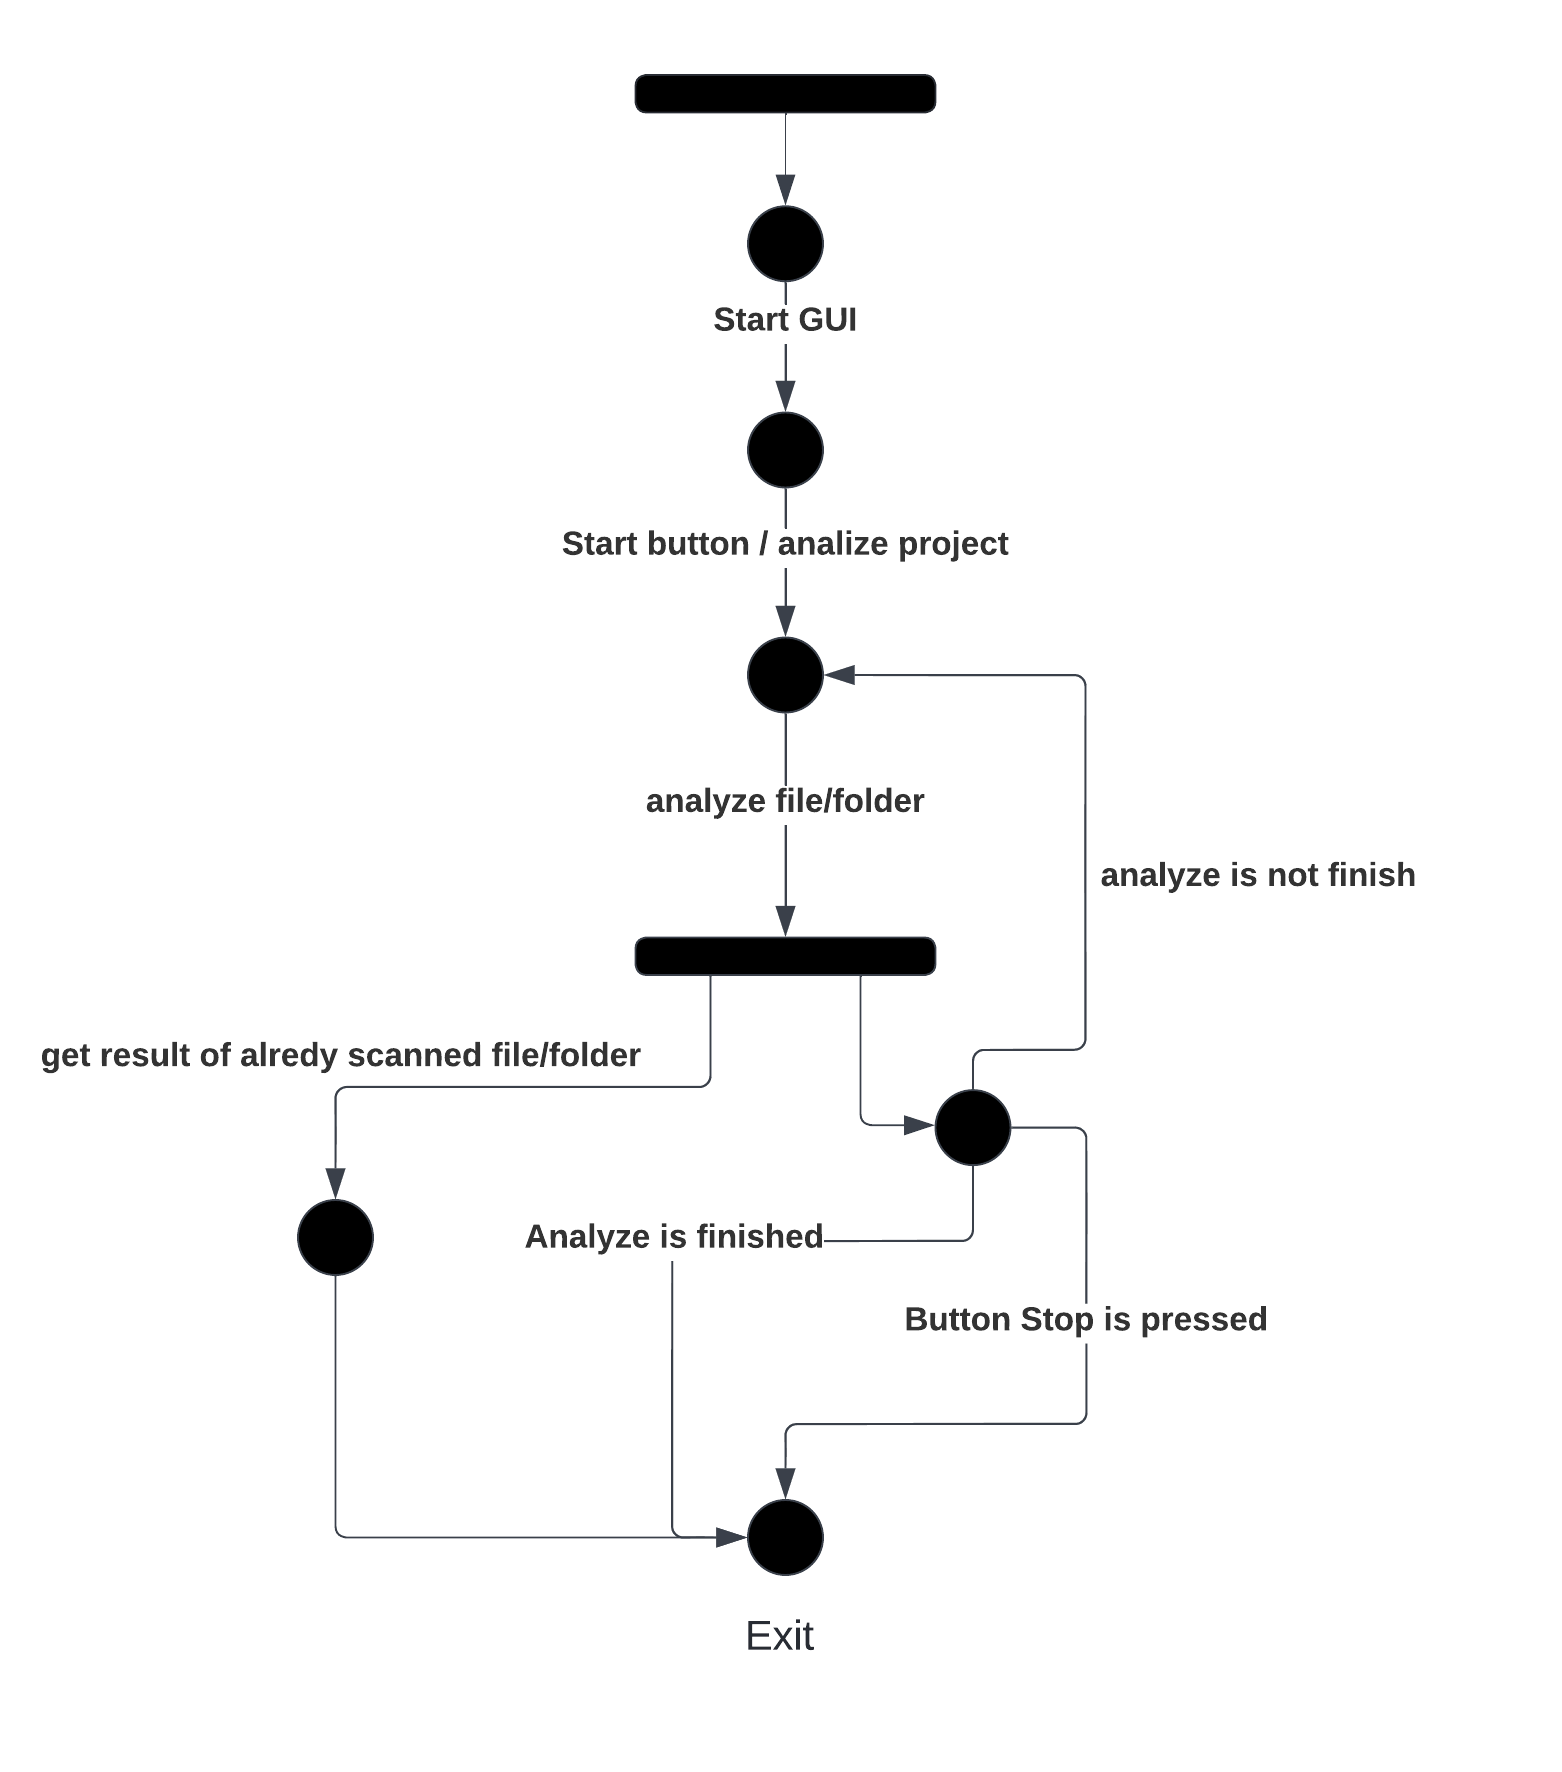 Start GUI
Start button / analize project
analyze file/folder
analyze is not finish
get result of alredy scanned file/folder
Analyze is finished
Button Stop is pressed
Exit